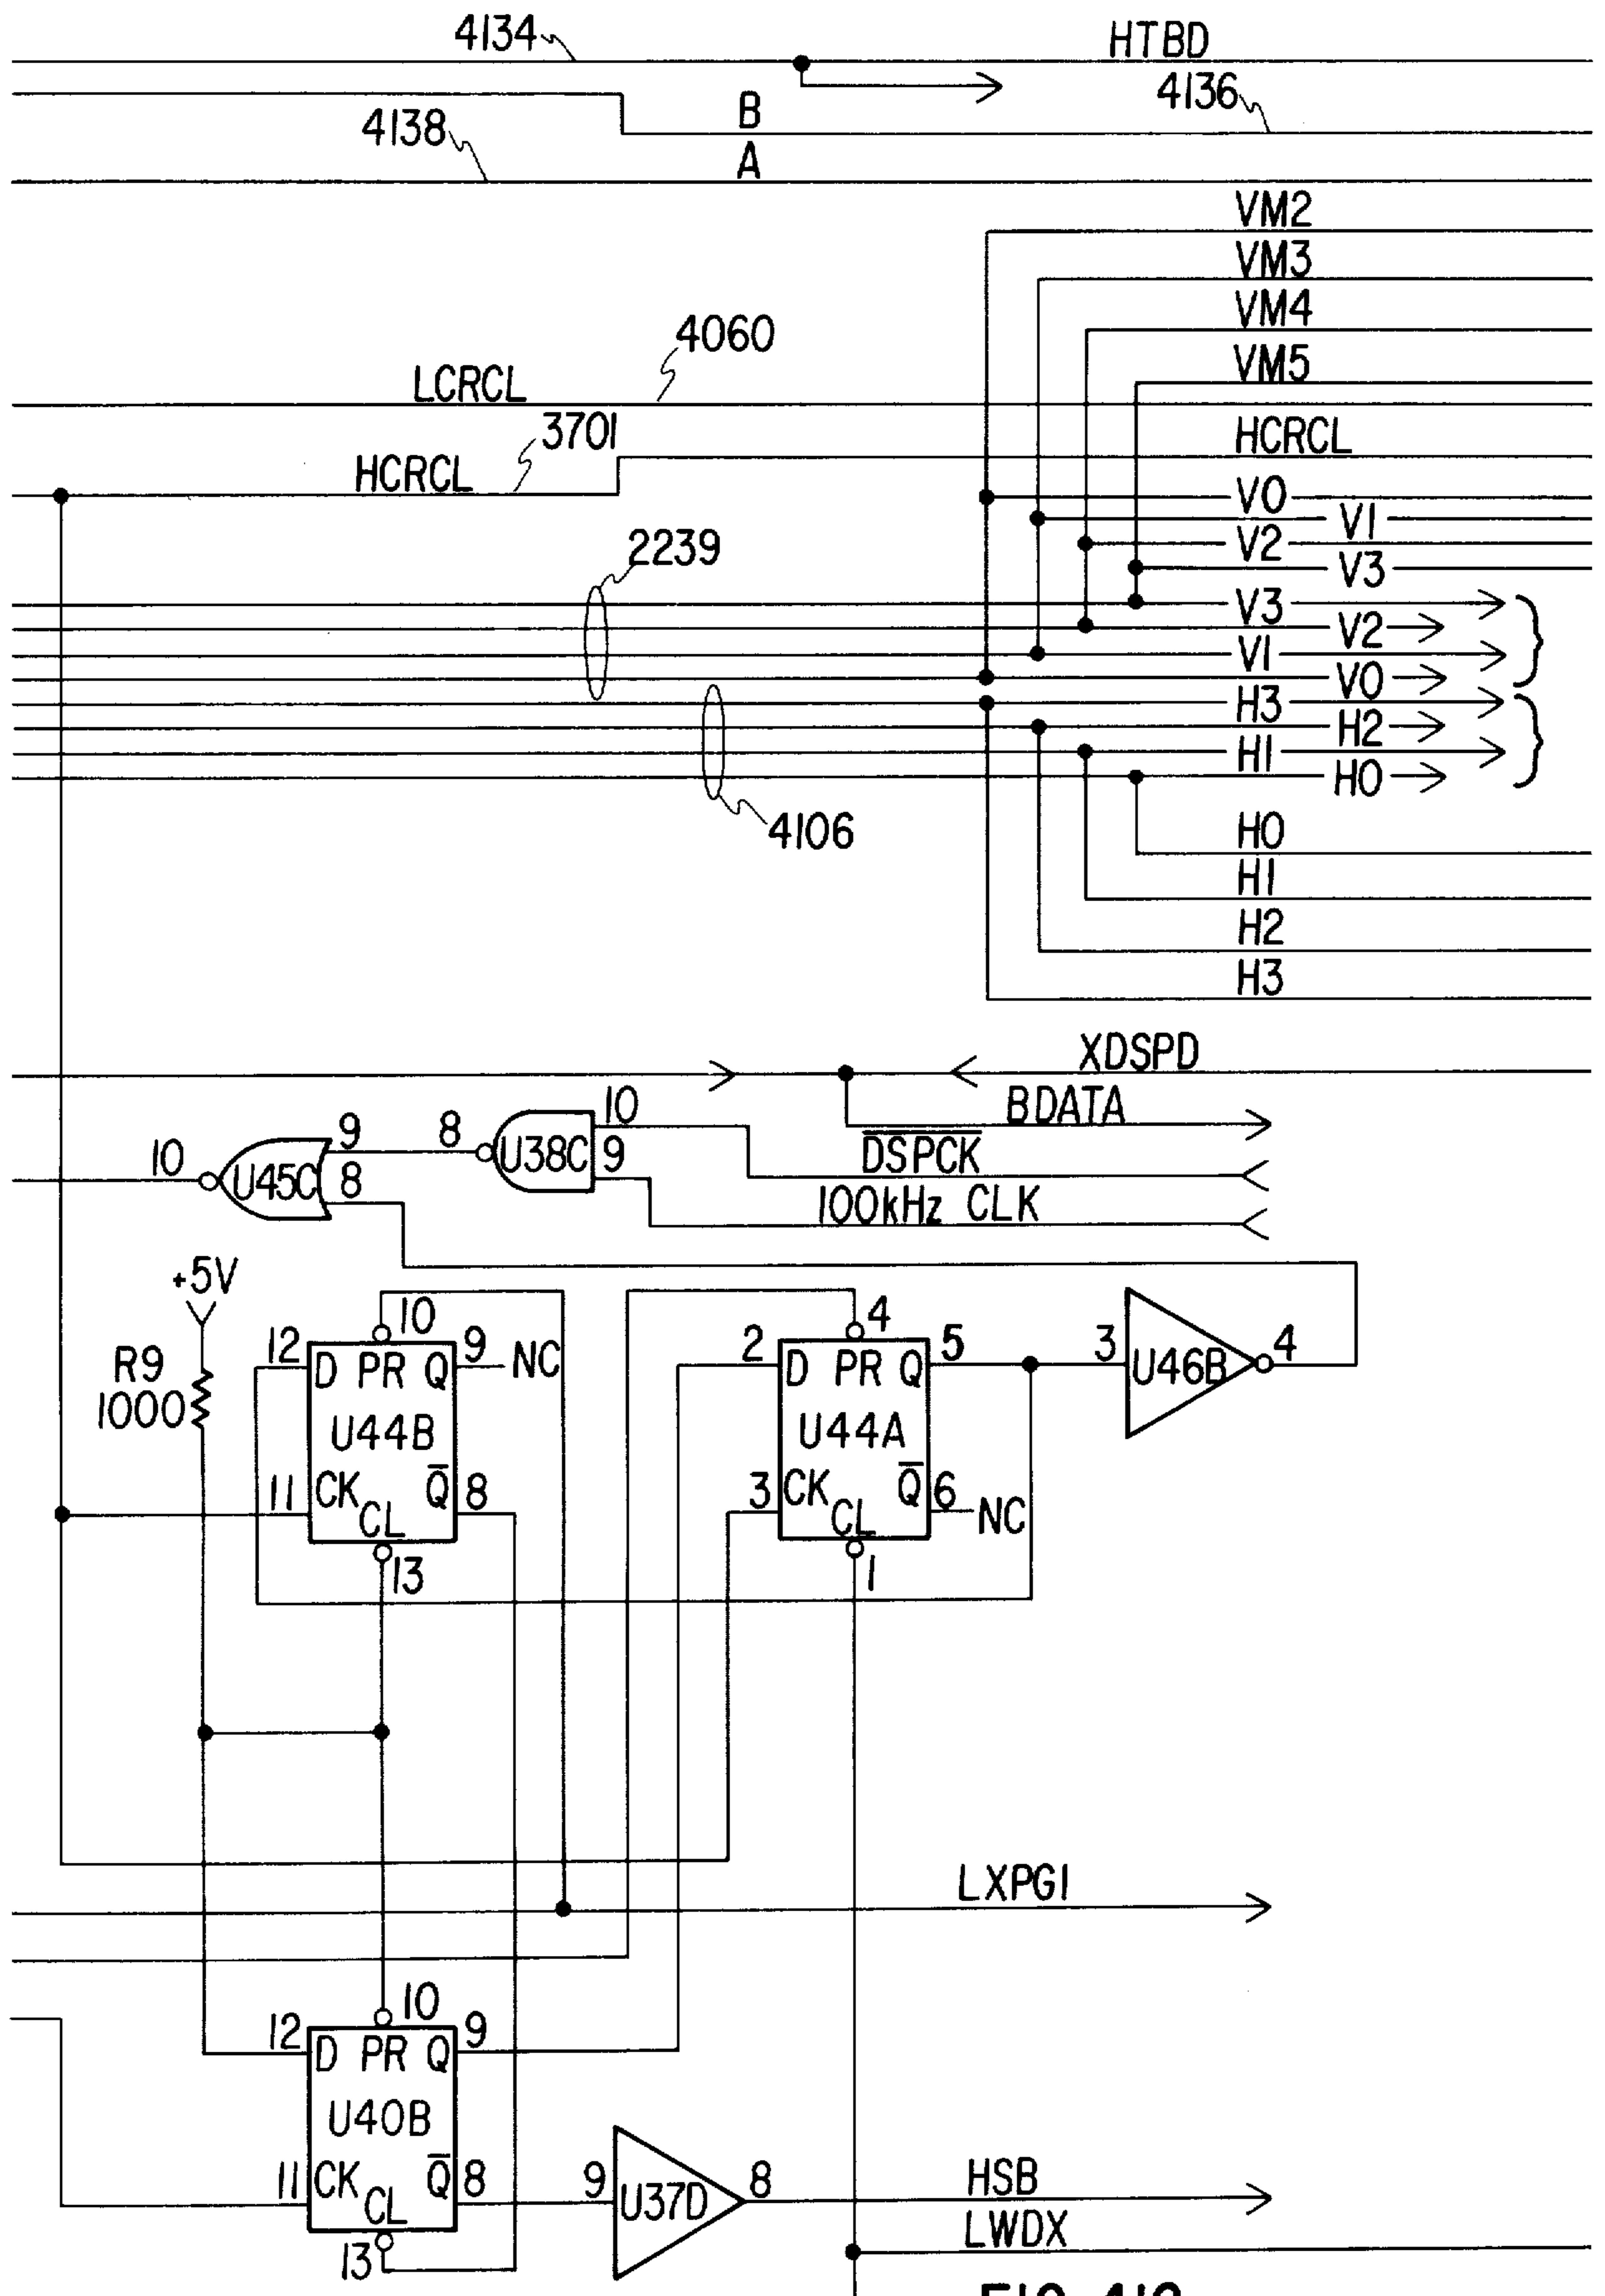 4134
HTBD
4136
B
4138
A
VM2
VM3
VM4
4060
VM5
LCRCL
3701
HCRCL
HCRCL
V0
V1
V2
2239
V3
V3
V2
V1
V0
H3
H2
H1
H0
4106
H0
H1
H2
H3
XDSPD
BDATA
10 9 8 10
U45C U38C
8 9
DSPCK
100kHz CLK
+5V
10 4
12 9 NC 2 5 3 4
D PR Q D PR Q U46B
R9
1000
U44B U44A
11 CK Q 8 3 CK Q 6 NC
CL CL
13 1
LXPG1
10
12 9
D PR Q
U40B
11 CK Q 8 9 U37D 8 HSB
CL
LWDX
13